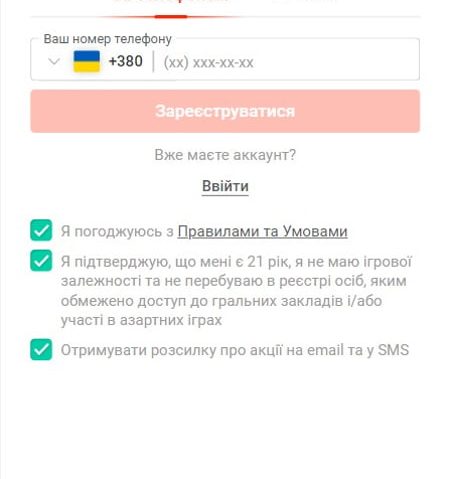 Ваш номер телефону
+380 (xx) xxx-xx-xx
Зареєструватися
Вже маєте аккаунт?
Ввійти
Я погоджуюсь з Правилами та Умовами
Я підтверджую, що мені є 21 рік, я не маю ігрової
залежності та не перебуваю в реєстрі осіб, яким
обмежено доступ до гральних закладів і/або
участі в азартних іграх
Отримувати розсилку про акції на email та у SMS